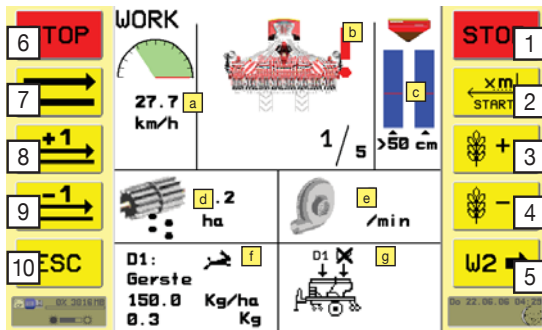 6 TOP
7
8 +1
9 -1
10 ESC
WORK
27.7 a
km/h
b
1/5
c
>50 cm
d .2
ha
e
/min
D1: f
Gerste
150.0 Kg/ha
0.3 Kg
g
D1 X
STO 1
xm
START 2
+ 3
- 4
W2 5
Do 22.06.06 04:25